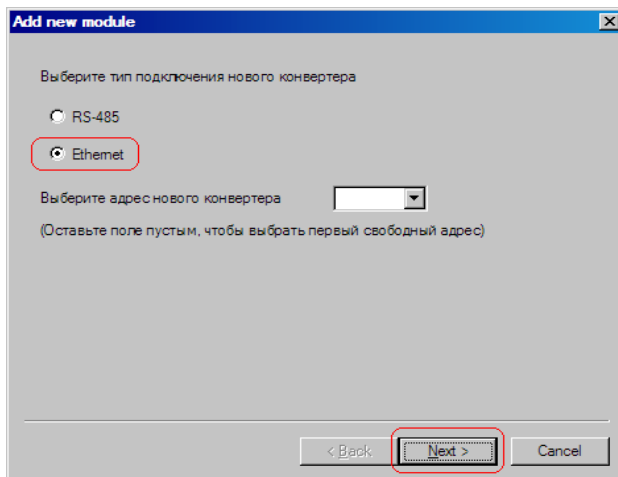 Add new module
Выберите тип подключения нового конвертера
RS-485
Ethernet
Выберите адрес нового конвертера
(Оставьте поле пустым, чтобы выбрать первый свободный адрес)
< Back Next > Cancel